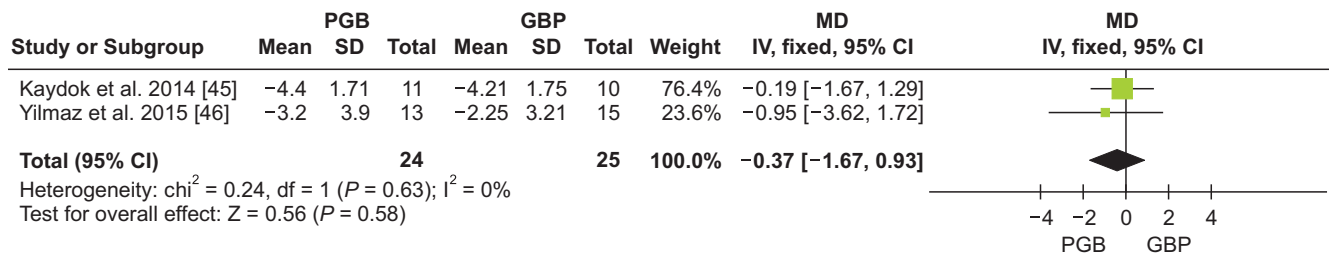 PGB GBP MD MD
Study or Subgroup Mean SD Total Mean SD Total Weight IV, fixed, 95% CI IV, fixed, 95% CI
Kaydok et al. 2014 [45] −4.4 1.71 11 −4.21 1.75 10 76.4% −0.19 [−1.67, 1.29]
Yilmaz et al. 2015 [46] −3.2 3.9 13 −2.25 3.21 15 23.6% −0.95 [−3.62, 1.72]
Total (95% CI) 24 25 100.0% −0.37 [−1.67, 0.93]
Heterogeneity: chi² = 0.24, df = 1 (P = 0.63); I² = 0%
Test for overall effect: Z = 0.56 (P = 0.58)
−4 −2 0 2 4
PGB GBP